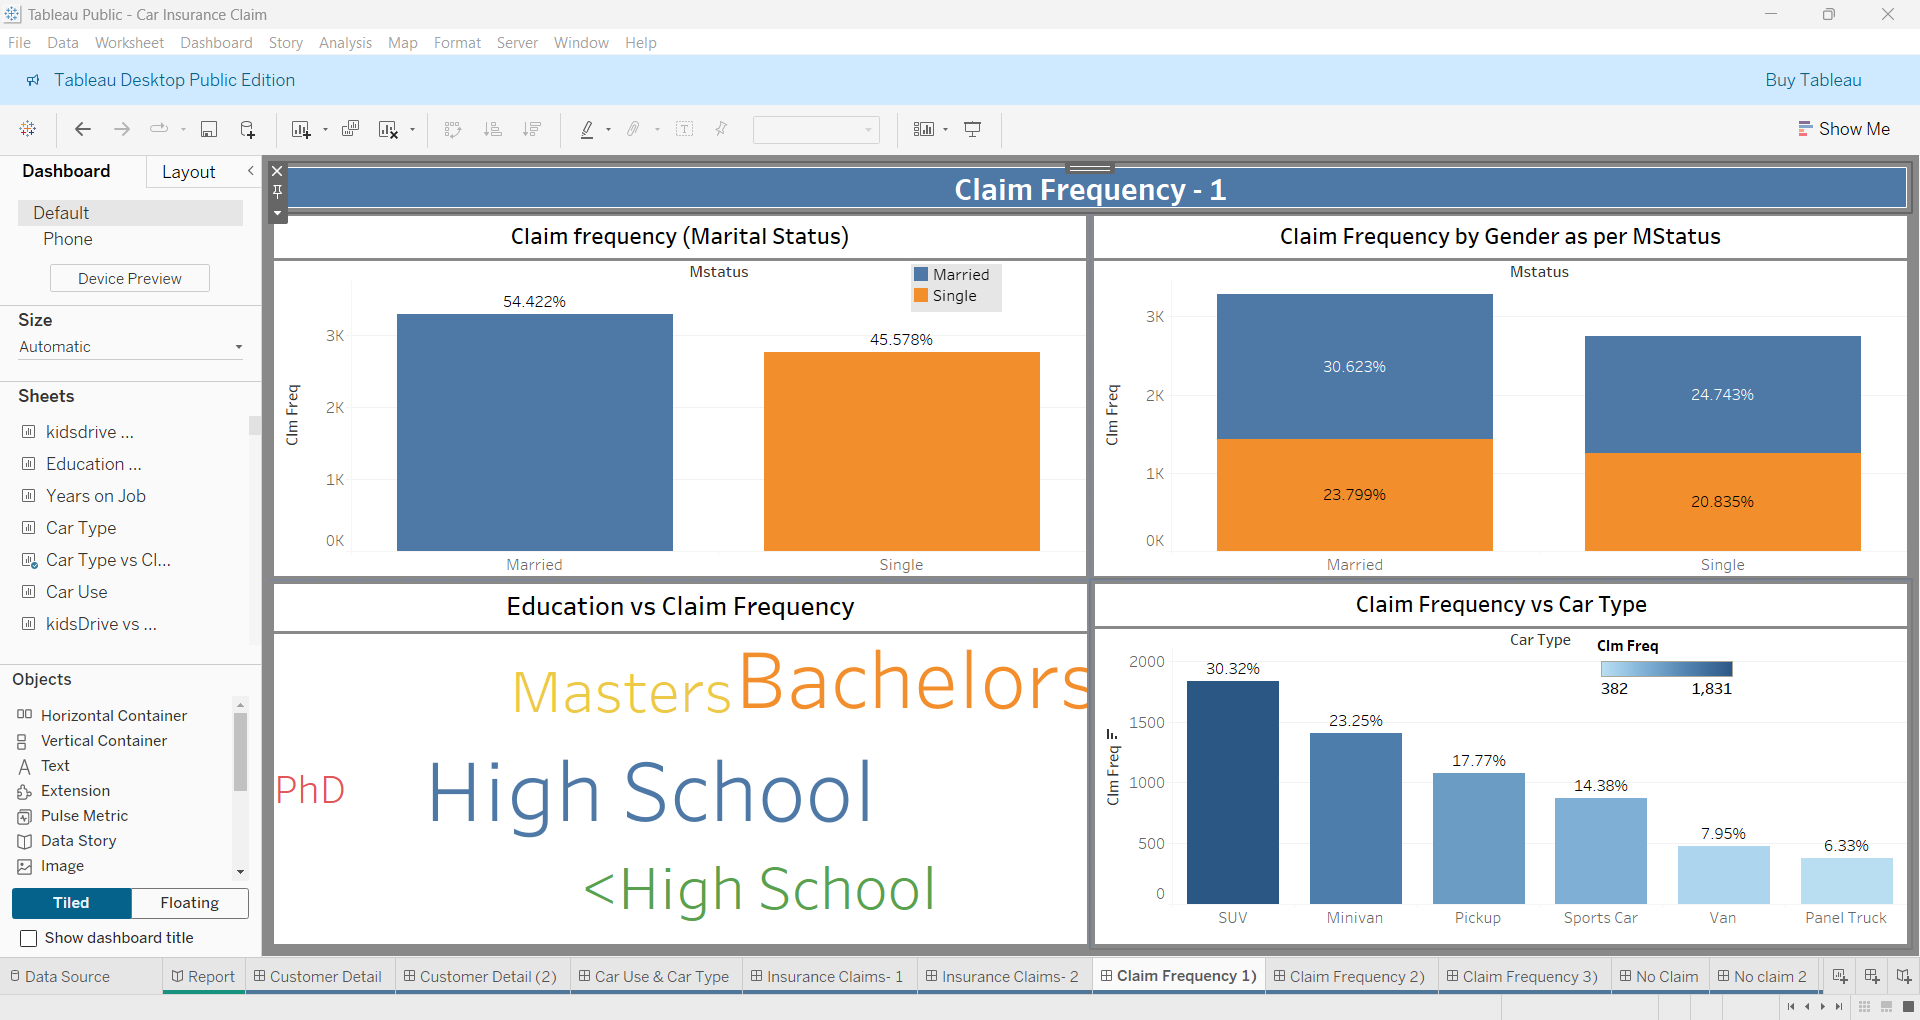 Tableau Public - Car Insurance Claim
File Data Worksheet Dashboard Story Analysis Map Format Server Window Help
Tableau Desktop Public Edition
Buy Tableau
Show Me
Dashboard
Layout
Default
Phone
Device Preview
Size
Automatic
Sheets
kidsdrive ...
Education ...
Years on Job
Car Type
Car Type vs Cl...
Car Use
kidsDrive vs ...
Objects
Horizontal Container
Vertical Container
Text
Extension
Pulse Metric
Data Story
Image
Tiled
Floating
Show dashboard title
Claim Frequency - 1
Claim frequency (Marital Status)
Mstatus
Married
Single
54.422%
45.578%
Clm Freq
3K
2K
1K
0K
Married
Single
Claim Frequency by Gender as per MStatus
Mstatus
Clm Freq
3K
2K
1K
0K
30.623%
24.743%
23.799%
20.835%
Married
Single
Education vs Claim Frequency
Masters
Bachelors
PhD
High School
<High School
Claim Frequency vs Car Type
Car Type
Clm Freq
382
1,831
Clm Freq
2000
1500
1000
500
0
30.32%
23.25%
17.77%
14.38%
7.95%
6.33%
SUV
Minivan
Pickup
Sports Car
Van
Panel Truck
Data Source
Report
Customer Detail
Customer Detail (2)
Car Use & Car Type
Insurance Claims- 1
Insurance Claims- 2
Claim Frequency 1)
Claim Frequency 2)
Claim Frequency 3)
No Claim
No claim 2